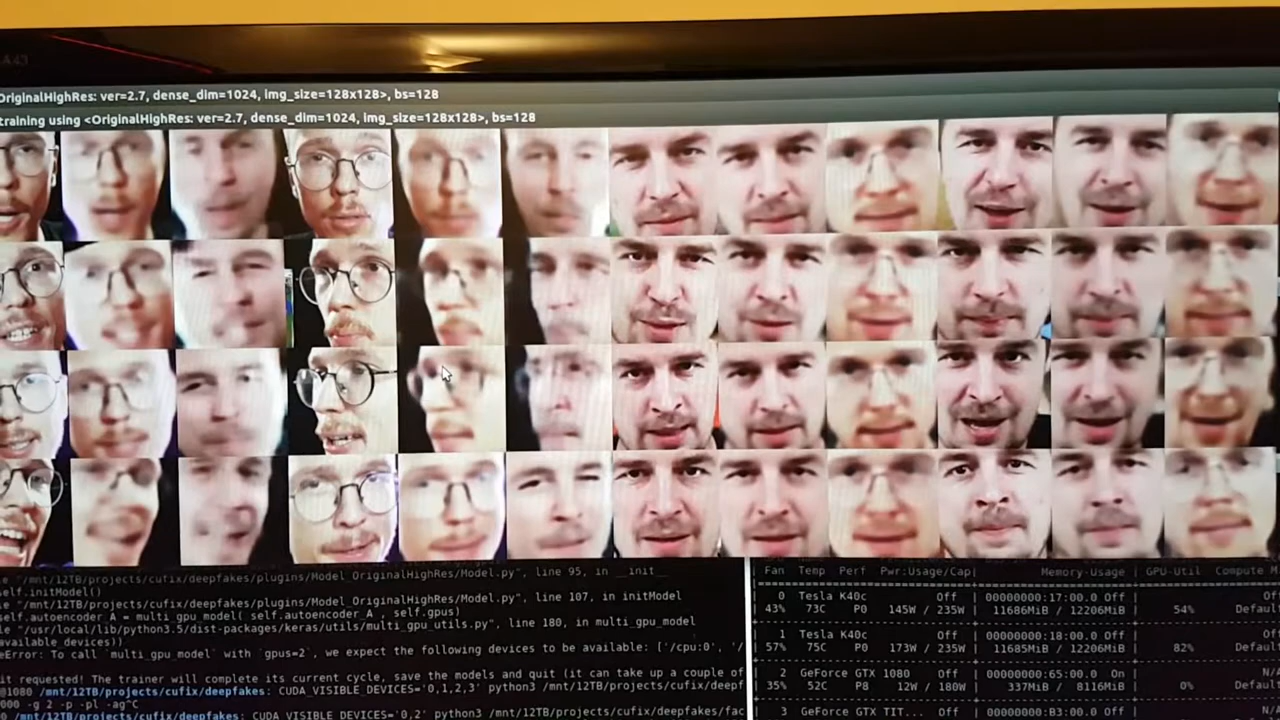 OriginalHighRes: ver=2.7, dense_dim=1024, img_size=128x128>, bs=128
training using <OriginalHighRes: ver=2.7, dense_dim=1024, img_size=128x128>, bs=128
e "/mnt/12TB/projects/cufix/deepfakes/plugins/Model_OriginalHighRes/Model.py", line 95, in __init__
self.initModel()
e "/mnt/12TB/projects/cufix/deepfakes/plugins/Model_OriginalHighRes/Model.py", line 107, in initModel
self.autoencoder_A = multi_gpu_model( self.autoencoder_A , self.gpus)
le "/usr/local/lib/python3.5/dist-packages/keras/utils/multi_gpu_utils.py", line 180, in multi_gpu_model
available_devices))
eError: To call `multi_gpu_model` with `gpus=2`, we expect the following devices to be available: ['/cpu:0', '/
it requested! The trainer will complete its current cycle, save the models and quit (it can take up a couple of
@1080 /mnt/12TB/projects/cufix/deepfakes: CUDA_VISIBLE_DEVICES='0,1,2,3' python3 /mnt/12TB/projects/cufix/deepf
000 -g 2 -p -pl -ag^C
0 /mnt/12TB/projects/cufix/deepfakes: CUDA_VISIBLE_DEVICES='0,2' python3 /mnt/12TB/projects/cufix/deepfakes/fac
Fan Temp Perf Pwr:Usage/Cap| Memory-Usage | GPU-Util Compute M.
0 Tesla K40c Off | 00000000:17:00.0 Off | Of
43% 73C P0 145W / 235W | 11686MiB / 12206MiB | 54% Defaul
1 Tesla K40c Off | 00000000:18:00.0 Off | Of
57% 75C P0 173W / 235W | 11685MiB / 12206MiB | 82% Defaul
2 GeForce GTX 1080 Off | 00000000:65:00.0 On | N/
35% 52C P8 12W / 180W | 337MiB / 8116MiB | 0% Defaul
3 GeForce GTX TIT... Off | 00000000:B3:00.0 Off | N/